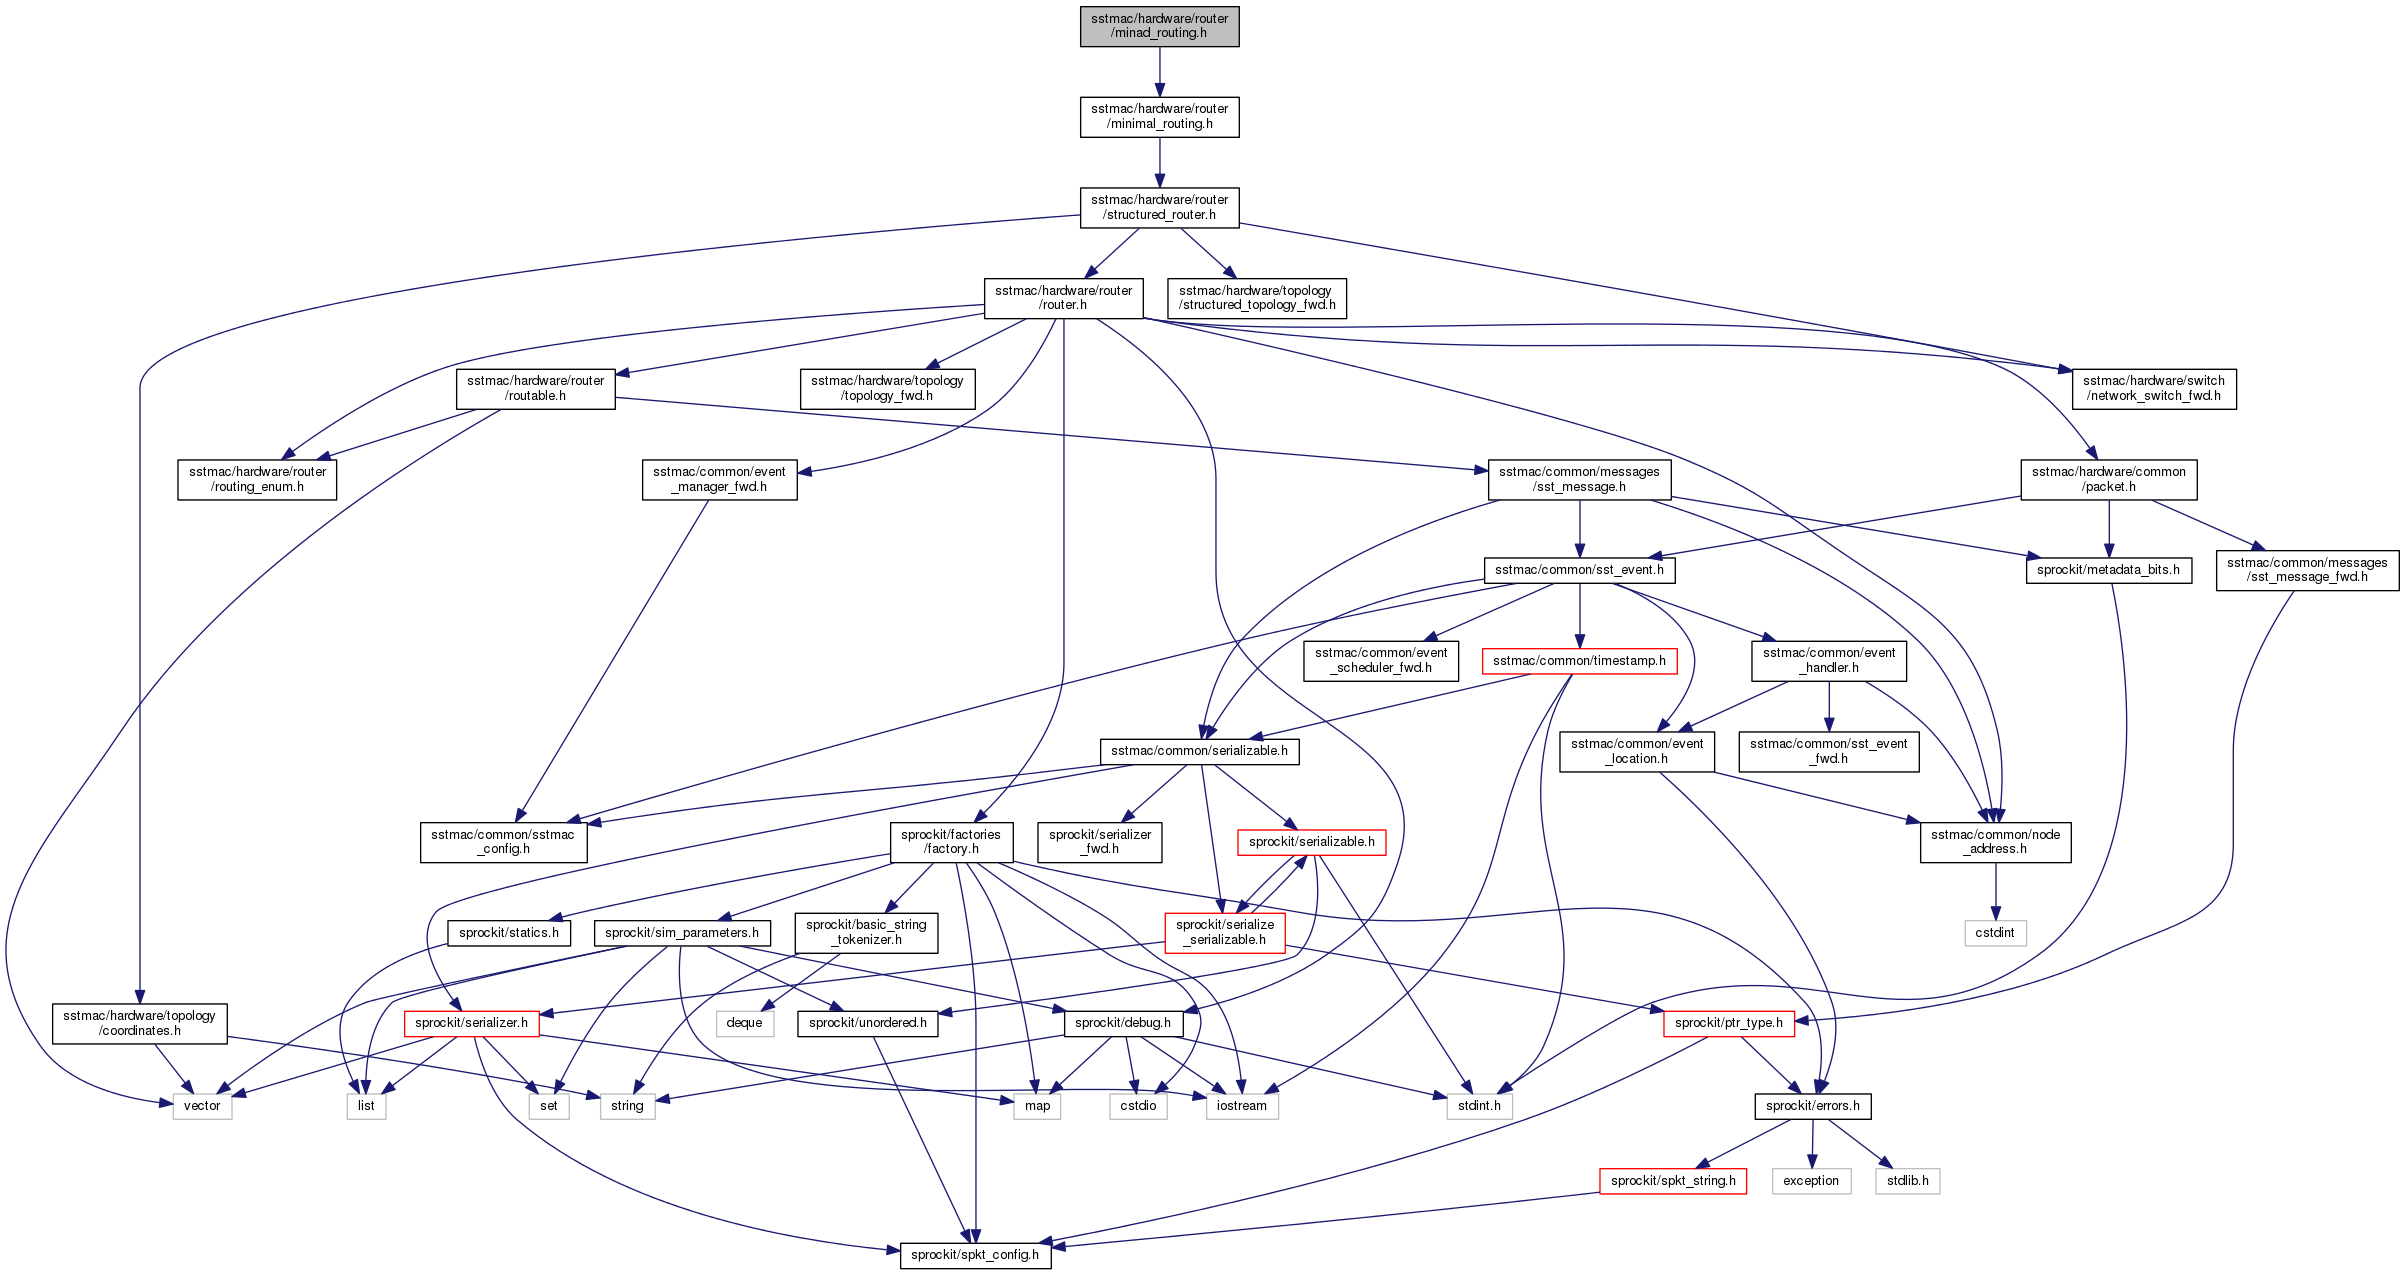 sstmac/hardware/router
/minad_routing.h
sstmac/hardware/router
/minimal_routing.h
sstmac/hardware/router
/structured_router.h
sstmac/hardware/router
/router.h
sstmac/hardware/topology
/structured_topology_fwd.h
sstmac/hardware/router
/routable.h
sstmac/hardware/topology
/topology_fwd.h
sstmac/hardware/switch
/network_switch_fwd.h
sstmac/hardware/router
/routing_enum.h
sstmac/common/event
_manager_fwd.h
sstmac/common/messages
/sst_message.h
sstmac/hardware/common
/packet.h
sstmac/common/sst_event.h
sprockit/metadata_bits.h
sstmac/common/messages
/sst_message_fwd.h
sstmac/common/event
_scheduler_fwd.h
sstmac/common/timestamp.h
sstmac/common/event
_handler.h
sstmac/common/serializable.h
sstmac/common/event
_location.h
sstmac/common/sst_event
_fwd.h
sstmac/common/sstmac
_config.h
sprockit/factories
/factory.h
sprockit/serializer
_fwd.h
sprockit/serializable.h
sstmac/common/node
_address.h
sprockit/statics.h
sprockit/sim_parameters.h
sprockit/basic_string
_tokenizer.h
sprockit/serialize
_serializable.h
cstdint
sstmac/hardware/topology
/coordinates.h
sprockit/serializer.h
deque
sprockit/unordered.h
sprockit/debug.h
sprockit/ptr_type.h
vector
list
set
string
map
cstdio
iostream
stdint.h
sprockit/errors.h
sprockit/spkt_string.h
exception
stdlib.h
sprockit/spkt_config.h